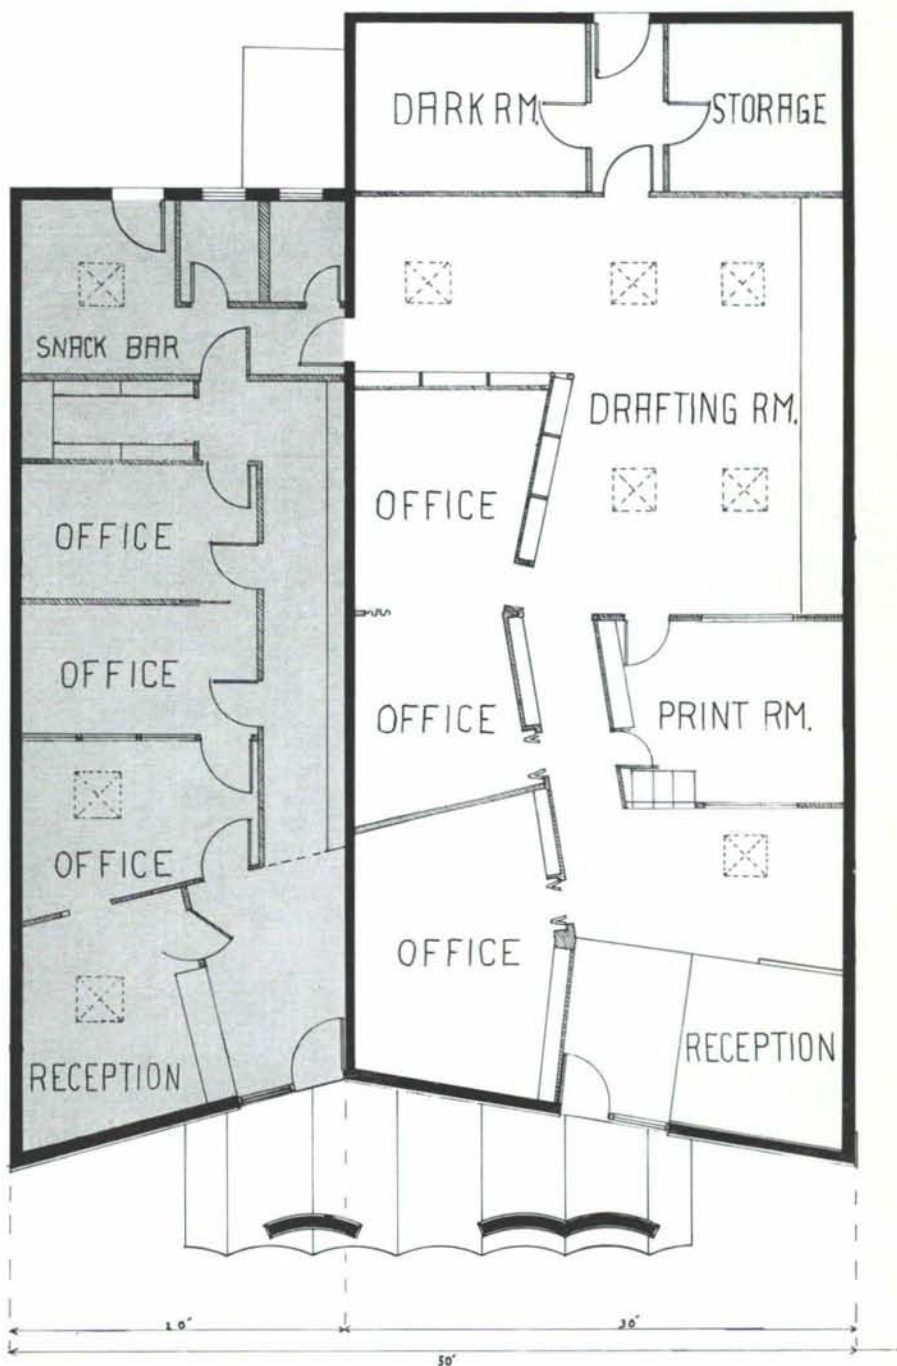 DARK RM.
STORAGE
SNACK BAR
DRAFTING RM.
OFFICE
OFFICE
OFFICE
OFFICE
PRINT RM.
OFFICE
OFFICE
RECEPTION
RECEPTION
20'
30'
50'